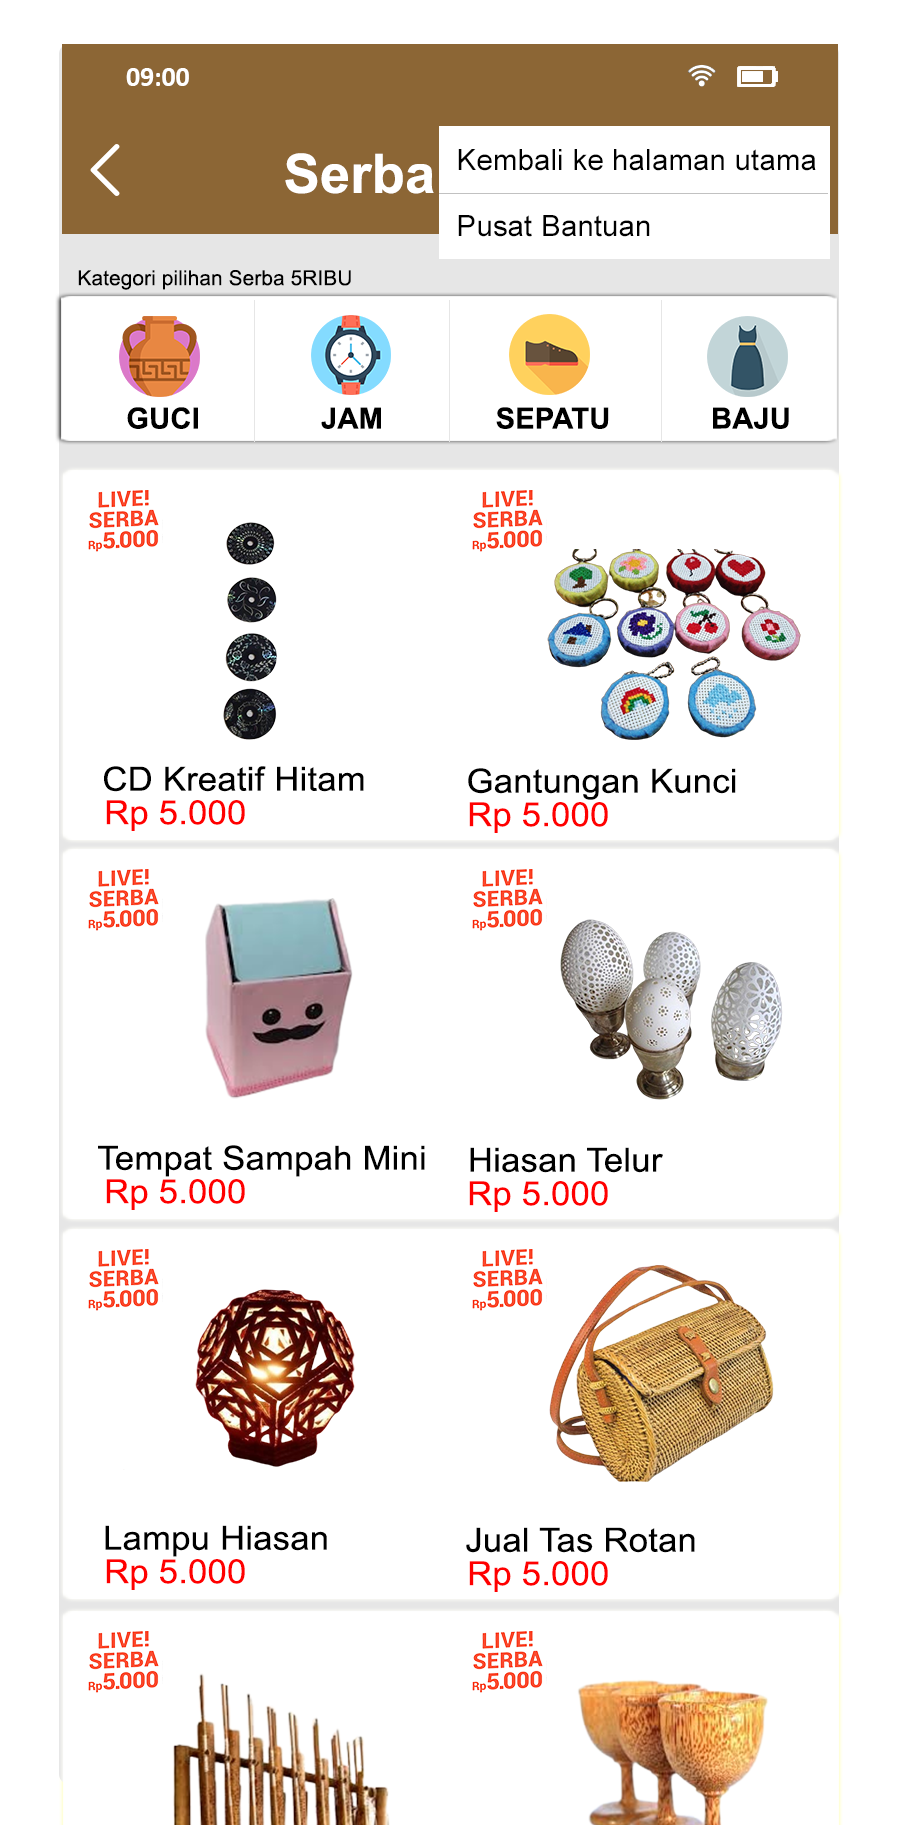 09:00
Serba
Kembali ke halaman utama
Pusat Bantuan
Kategori pilihan Serba 5RIBU
GUCI
JAM
SEPATU
BAJU
LIVE!
SERBA
Rp5.000
LIVE!
SERBA
Rp5.000
CD Kreatif Hitam
Rp 5.000
Gantungan Kunci
Rp 5.000
LIVE!
SERBA
Rp5.000
LIVE!
SERBA
Rp5.000
Tempat Sampah Mini
Rp 5.000
Hiasan Telur
Rp 5.000
LIVE!
SERBA
Rp5.000
LIVE!
SERBA
Rp5.000
Lampu Hiasan
Rp 5.000
Jual Tas Rotan
Rp 5.000
LIVE!
SERBA
Rp5.000
LIVE!
SERBA
Rp5.000